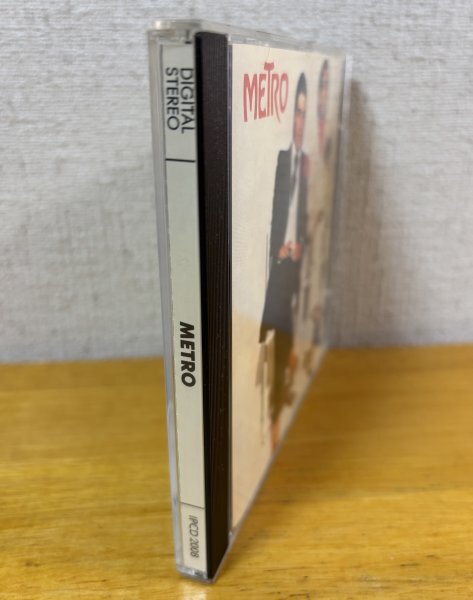 DIGITAL
STEREO
METRO
IPCD 2008
METRO